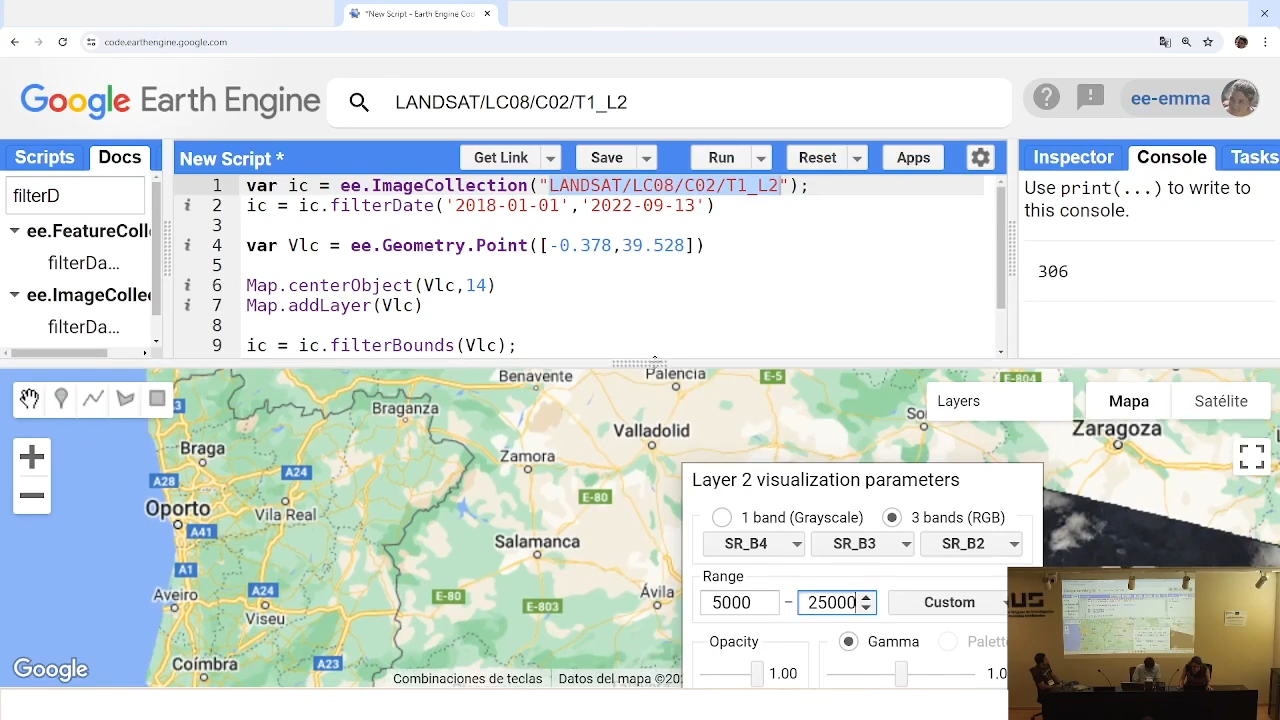 "New Script - Earth Engine Cou
code.earthengine.google.com
Google Earth Engine
LANDSAT/LC08/C02/T1_L2
ee-emma
Scripts
Docs
New Script *
Get Link
Save
Run
Reset
Apps
Inspector
Console
Tasks
filterD
ee.FeatureColl
filterDa...
ee.ImageCollec
filterDa...
1 var ic = ee.ImageCollection("LANDSAT/LC08/C02/T1_L2");
2 ic = ic.filterDate('2018-01-01','2022-09-13')
3
4 var Vlc = ee.Geometry.Point([-0.378,39.528])
5
6 Map.centerObject(Vlc,14)
7 Map.addLayer(Vlc)
8
9 ic = ic.filterBounds(Vlc);
Use print(...) to write to
this console.
306
Layers
Mapa
Satélite
Benavente
Palencia
E-5
E-804
Braganza
Valladolid
Zaragoza
Braga
A24
Zamora
A28
E-80
Oporto
Vila Real
A41
Salamanca
A1
Aveiro
A24
E-80
E-803
Ávila
Viseu
Coímbra
A23
Google
Combinaciones de teclas
Datos del mapa ©20
Layer 2 visualization parameters
1 band (Grayscale)
3 bands (RGB)
SR_B4
SR_B3
SR_B2
Range
5000 – 25000
Custom
Opacity
1.00
Gamma
Palett
1.0